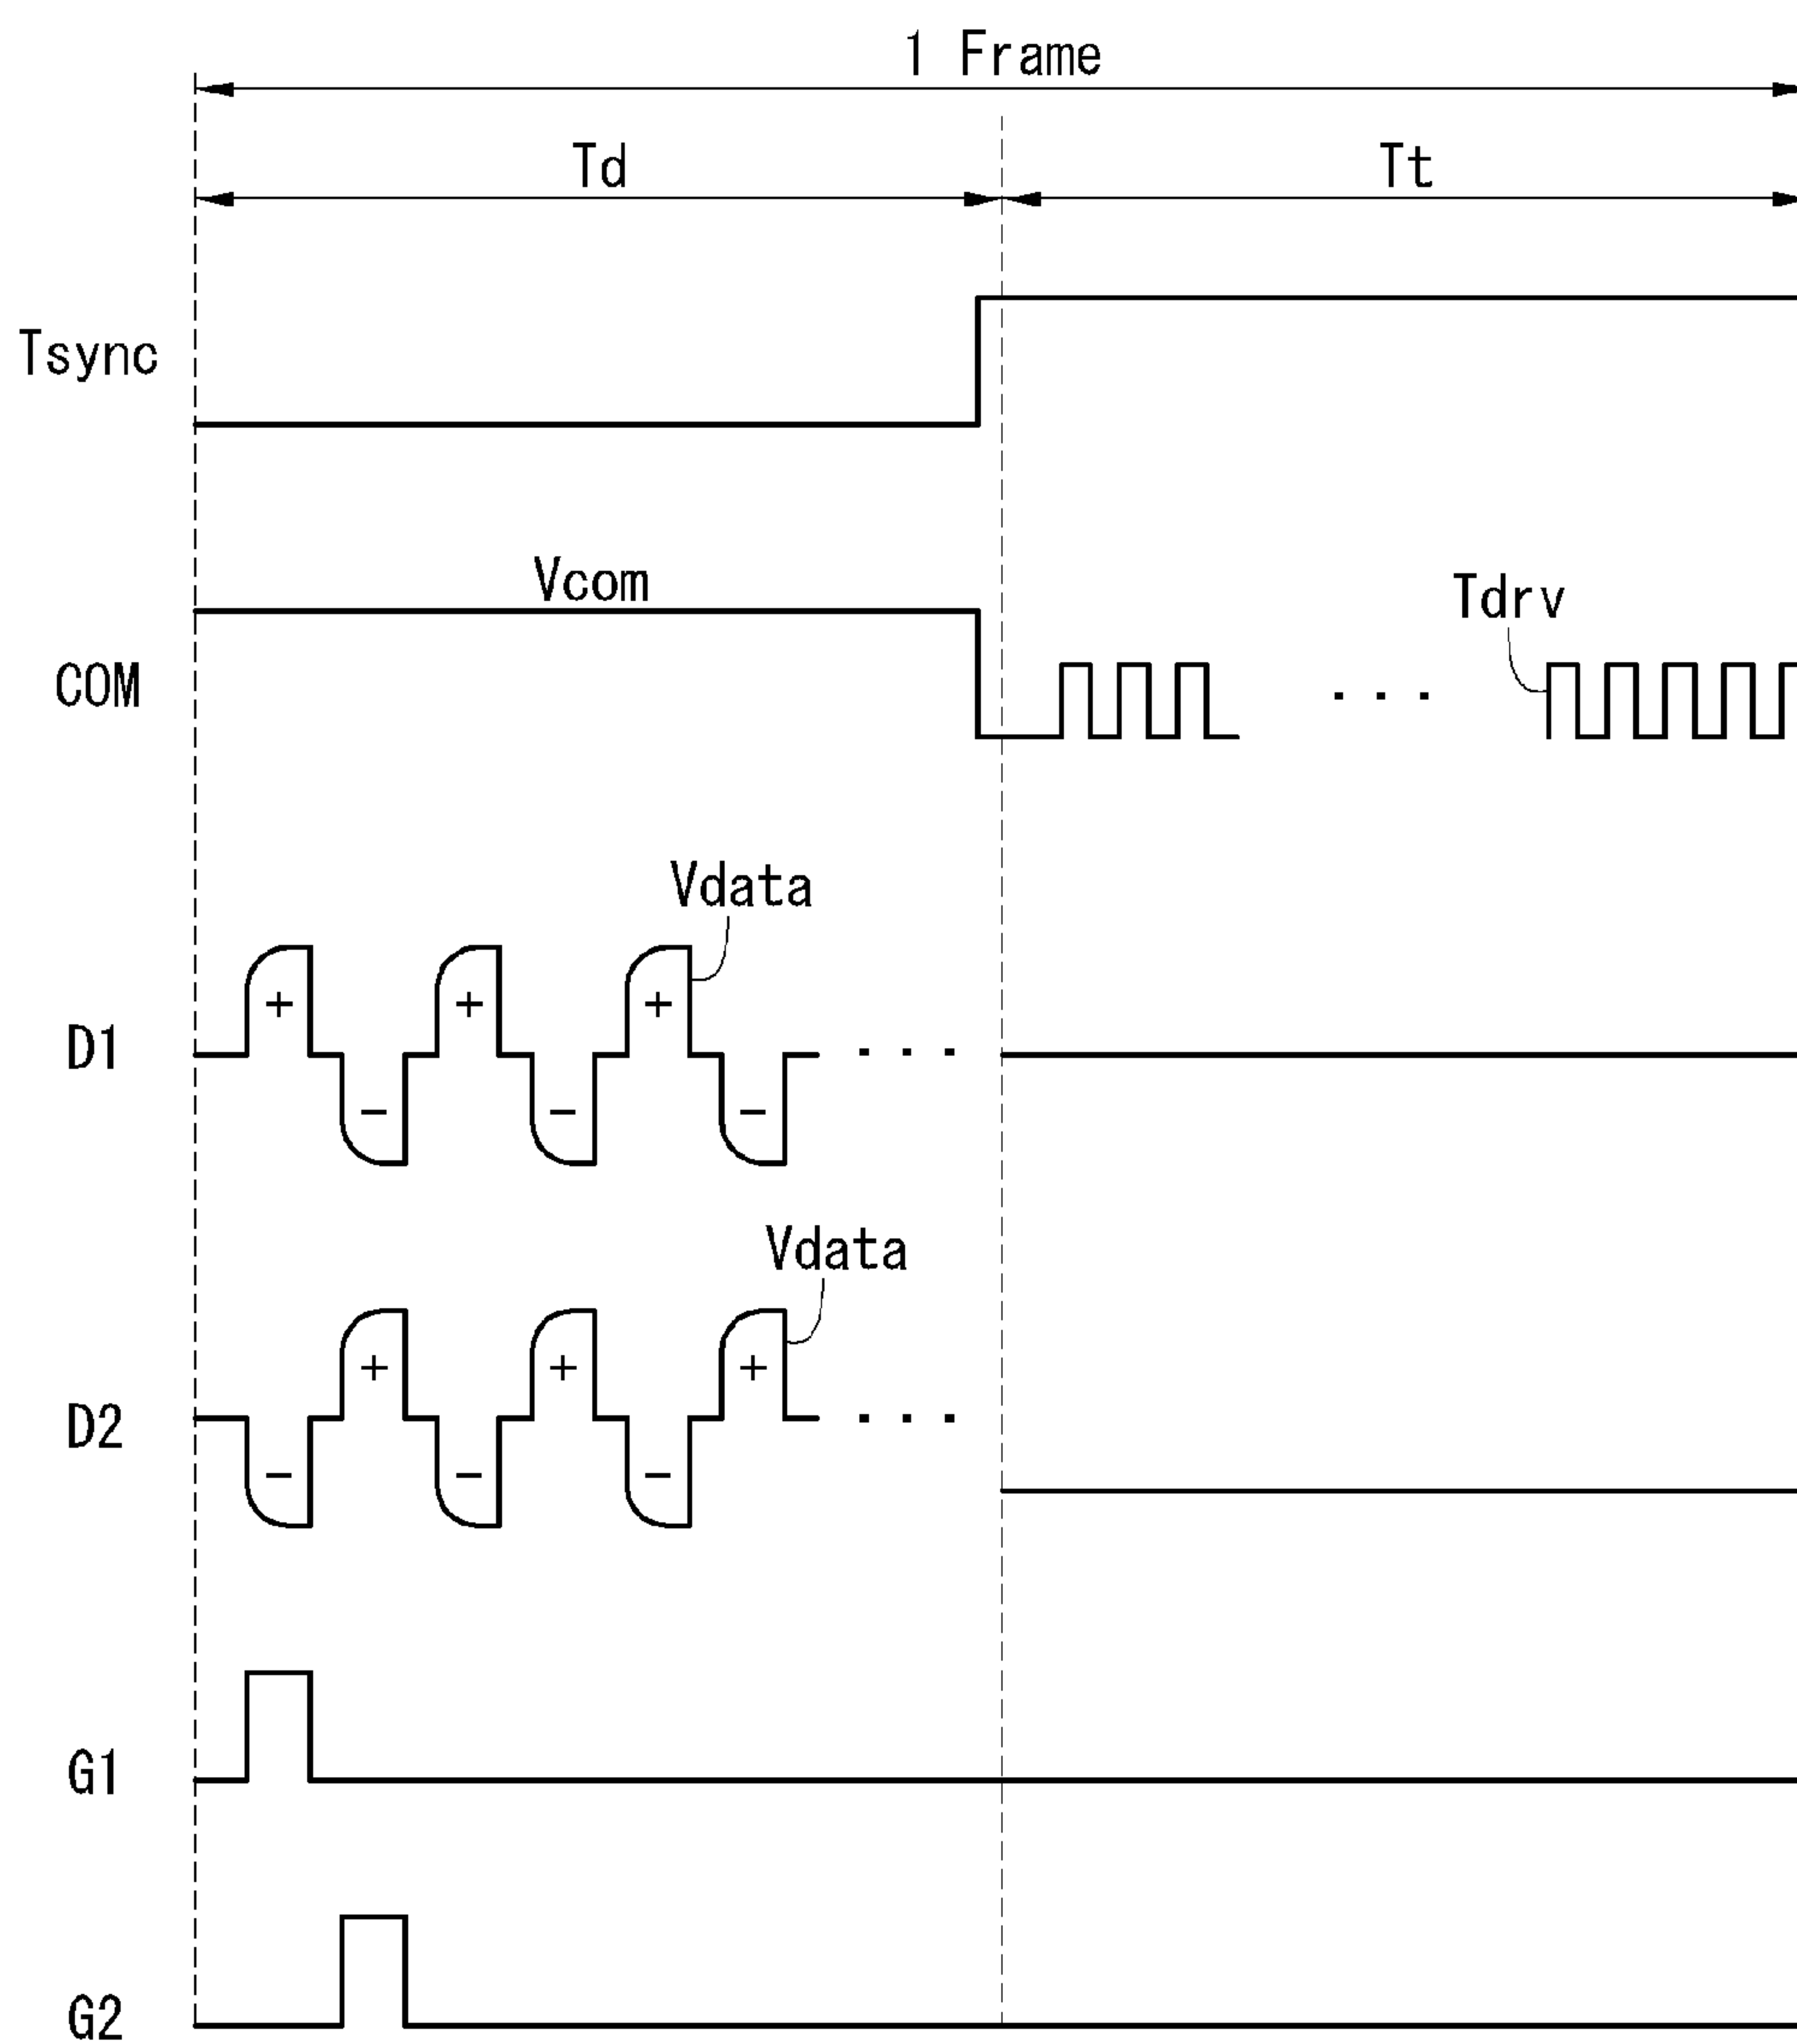 1 Frame
Td Tt
Tsync
Vcom
Tdrv
COM
Vdata
+ + +
D1 . . .
- - -
Vdata
+ + +
D2 . . .
- - -
G1
G2